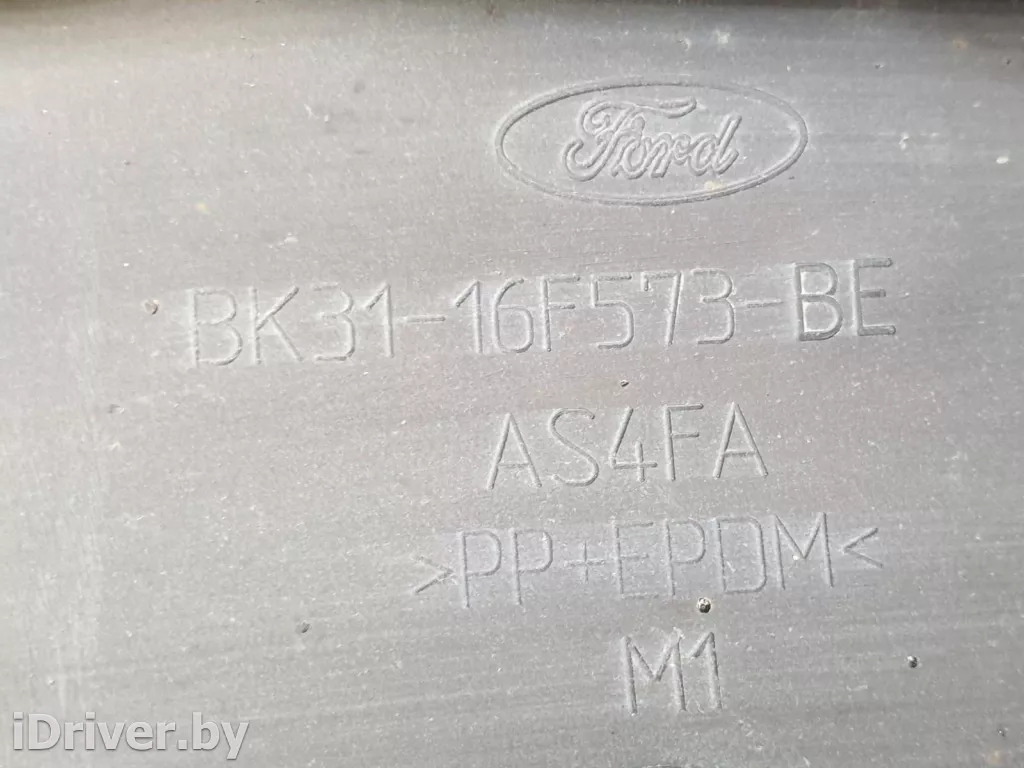 Ford
BK31-16F573-BE
AS4FA
>PP+EPDM<
M1
iDriver.by